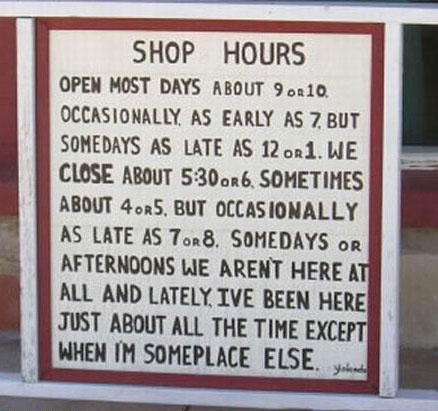 SHOP HOURS
OPEN MOST DAYS ABOUT 9 OR 10.
OCCASIONALLY, AS EARLY AS 7, BUT
SOMEDAYS AS LATE AS 12 OR 1. WE
CLOSE ABOUT 5:30 OR 6, SOMETIMES
ABOUT 4 OR 5, BUT OCCASIONALLY
AS LATE AS 7 OR 8. SOMEDAYS OR
AFTERNOONS WE AREN'T HERE AT
ALL AND LATELY, I'VE BEEN HERE
JUST ABOUT ALL THE TIME EXCEPT
WHEN I'M SOMEPLACE ELSE.